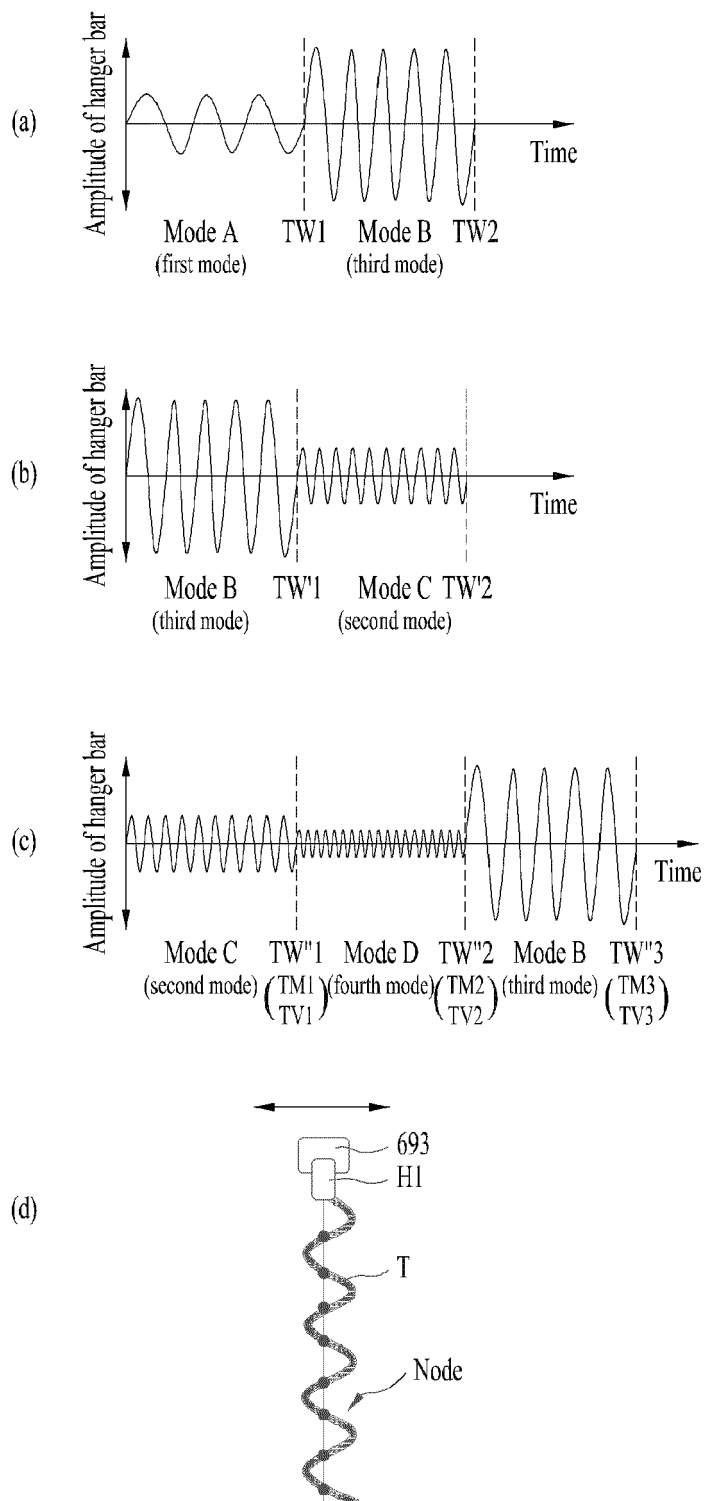 (a)
Amplitude of hanger bar
Time
Mode A TW1 Mode B TW2
(first mode) (third mode)
(b)
Amplitude of hanger bar
Time
Mode B TW'1 Mode C TW'2
(third mode) (second mode)
(c)
Amplitude of hanger bar
Time
Mode C TW"1 Mode D TW"2 Mode B TW"3
(second mode) (TM1 TV1) (fourth mode) (TM2 TV2) (third mode) (TM3 TV3)
(d)
693
H1
T
Node